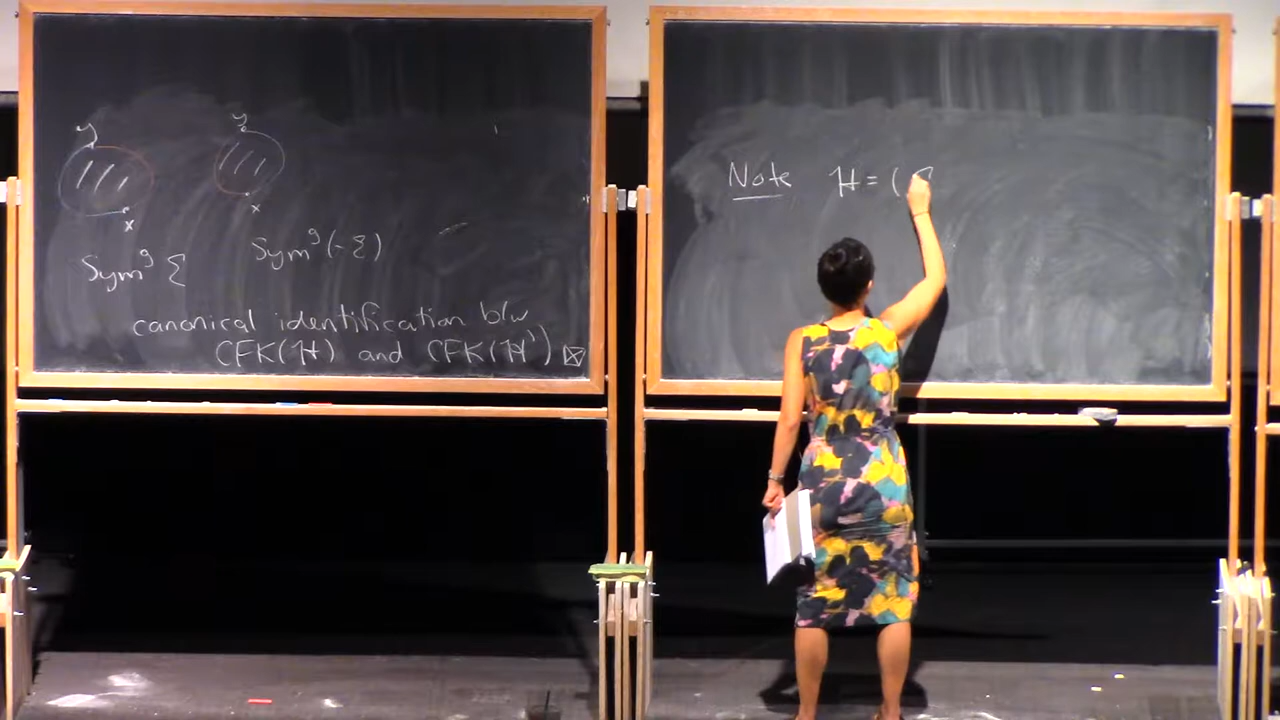 y
y
x
x
Sym^g Σ
Sym^g(-Σ)
canonical identification b/w
CFK(H) and CFK(H') ⊠
Note H = ( Σ